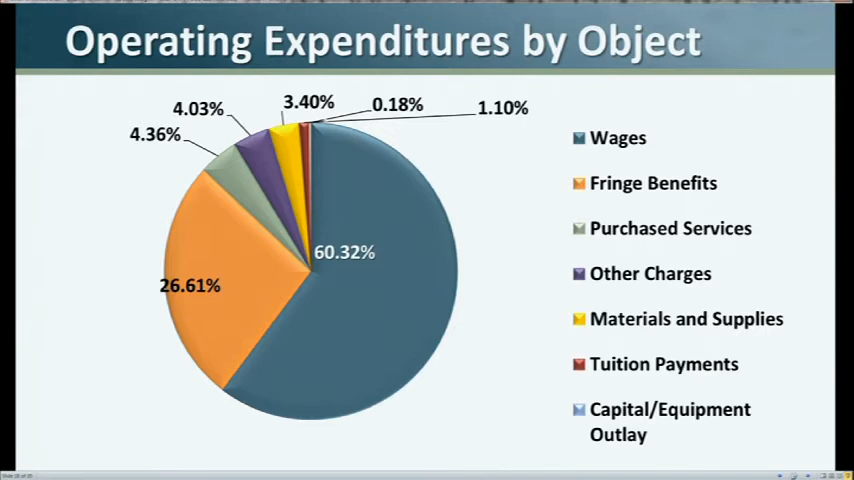 Operating Expenditures by Object
3.40%
0.18%
1.10%
4.03%
4.36%
60.32%
26.61%
Wages
Fringe Benefits
Purchased Services
Other Charges
Materials and Supplies
Tuition Payments
Capital/Equipment
Outlay